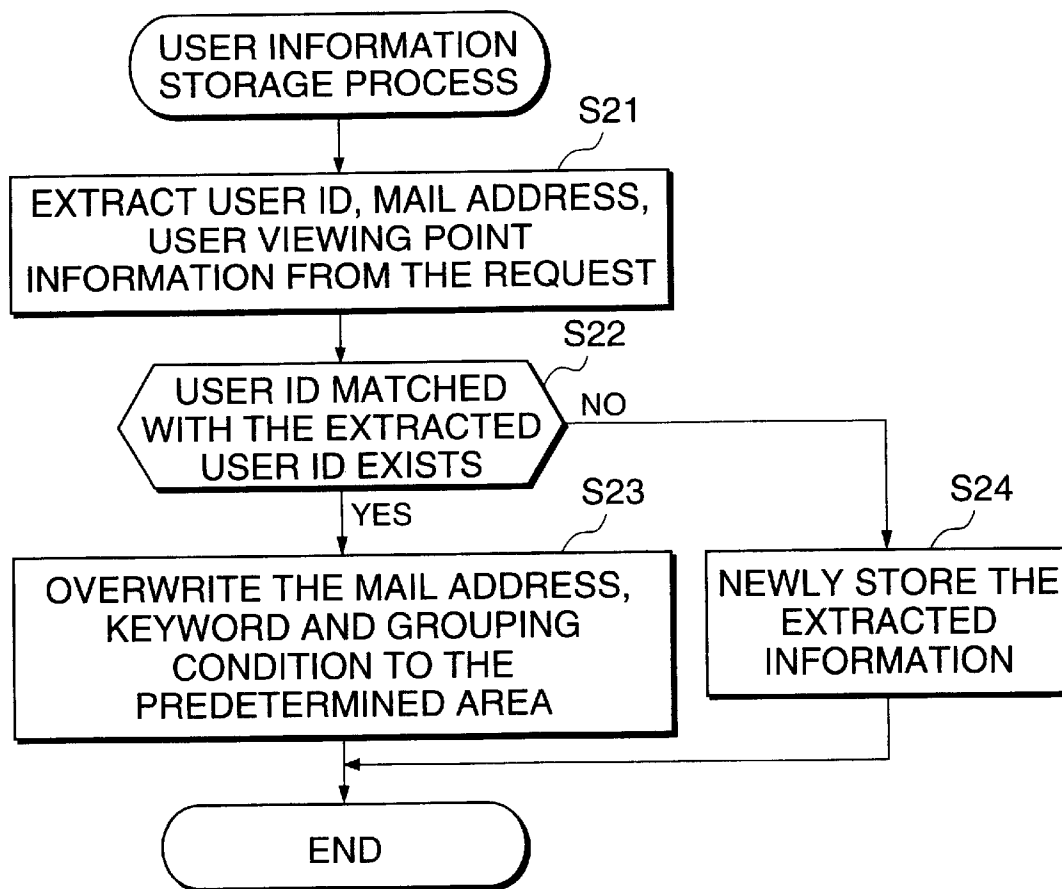 USER INFORMATION
STORAGE PROCESS
S21
EXTRACT USER ID, MAIL ADDRESS,
USER VIEWING POINT
INFORMATION FROM THE REQUEST
S22
USER ID MATCHED
WITH THE EXTRACTED
USER ID EXISTS
NO
YES
S23
OVERWRITE THE MAIL ADDRESS,
KEYWORD AND GROUPING
CONDITION TO THE
PREDETERMINED AREA
S24
NEWLY STORE THE
EXTRACTED
INFORMATION
END